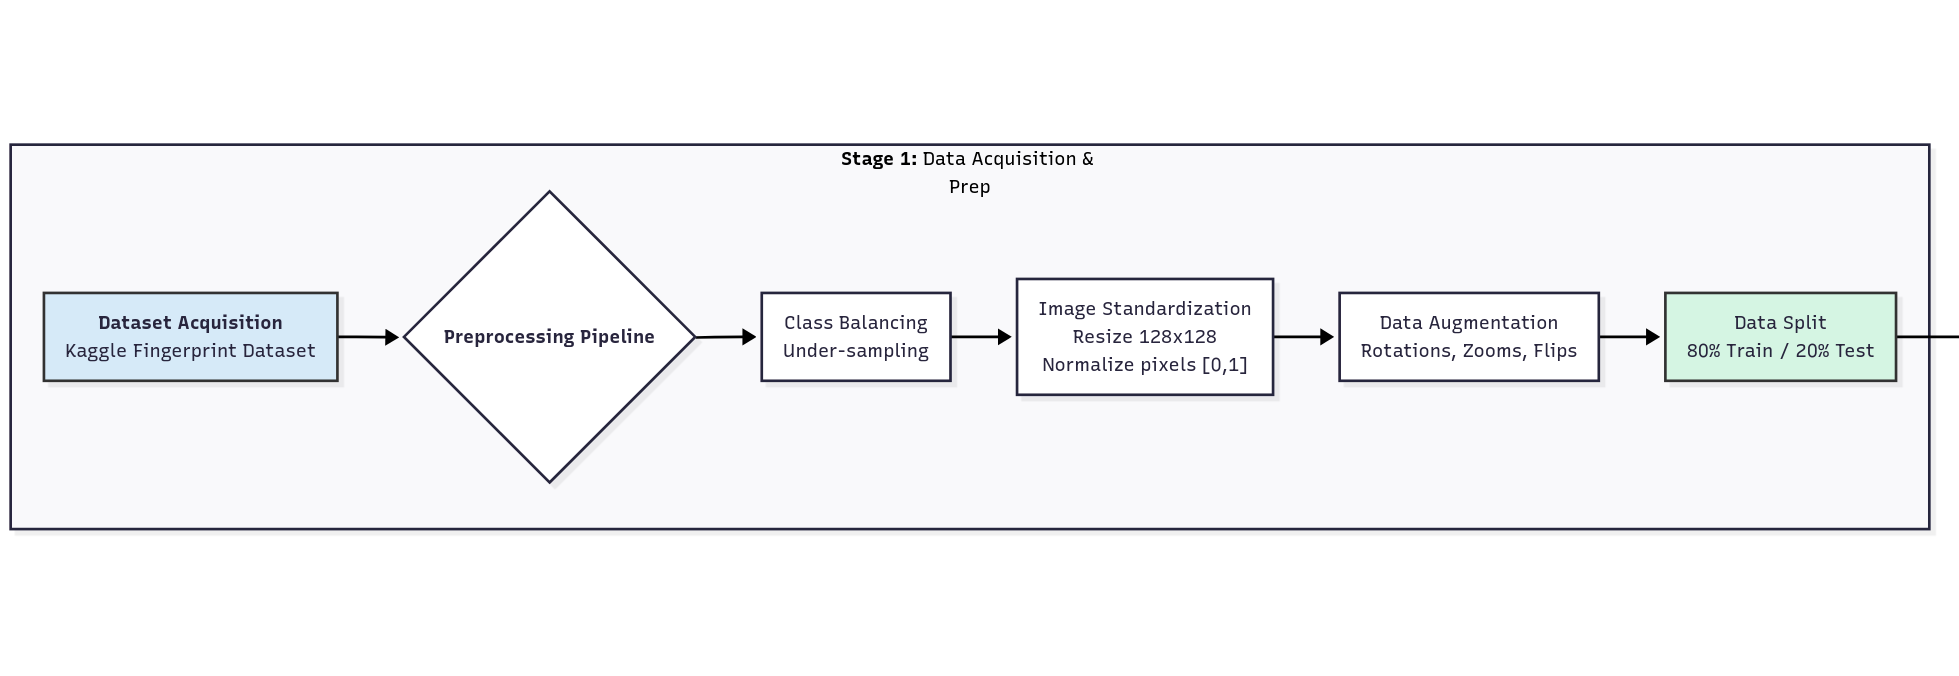 Stage 1: Data Acquisition &
Prep
Dataset Acquisition
Kaggle Fingerprint Dataset
Preprocessing Pipeline
Class Balancing
Under-sampling
Image Standardization
Resize 128x128
Normalize pixels [0,1]
Data Augmentation
Rotations, Zooms, Flips
Data Split
80% Train / 20% Test